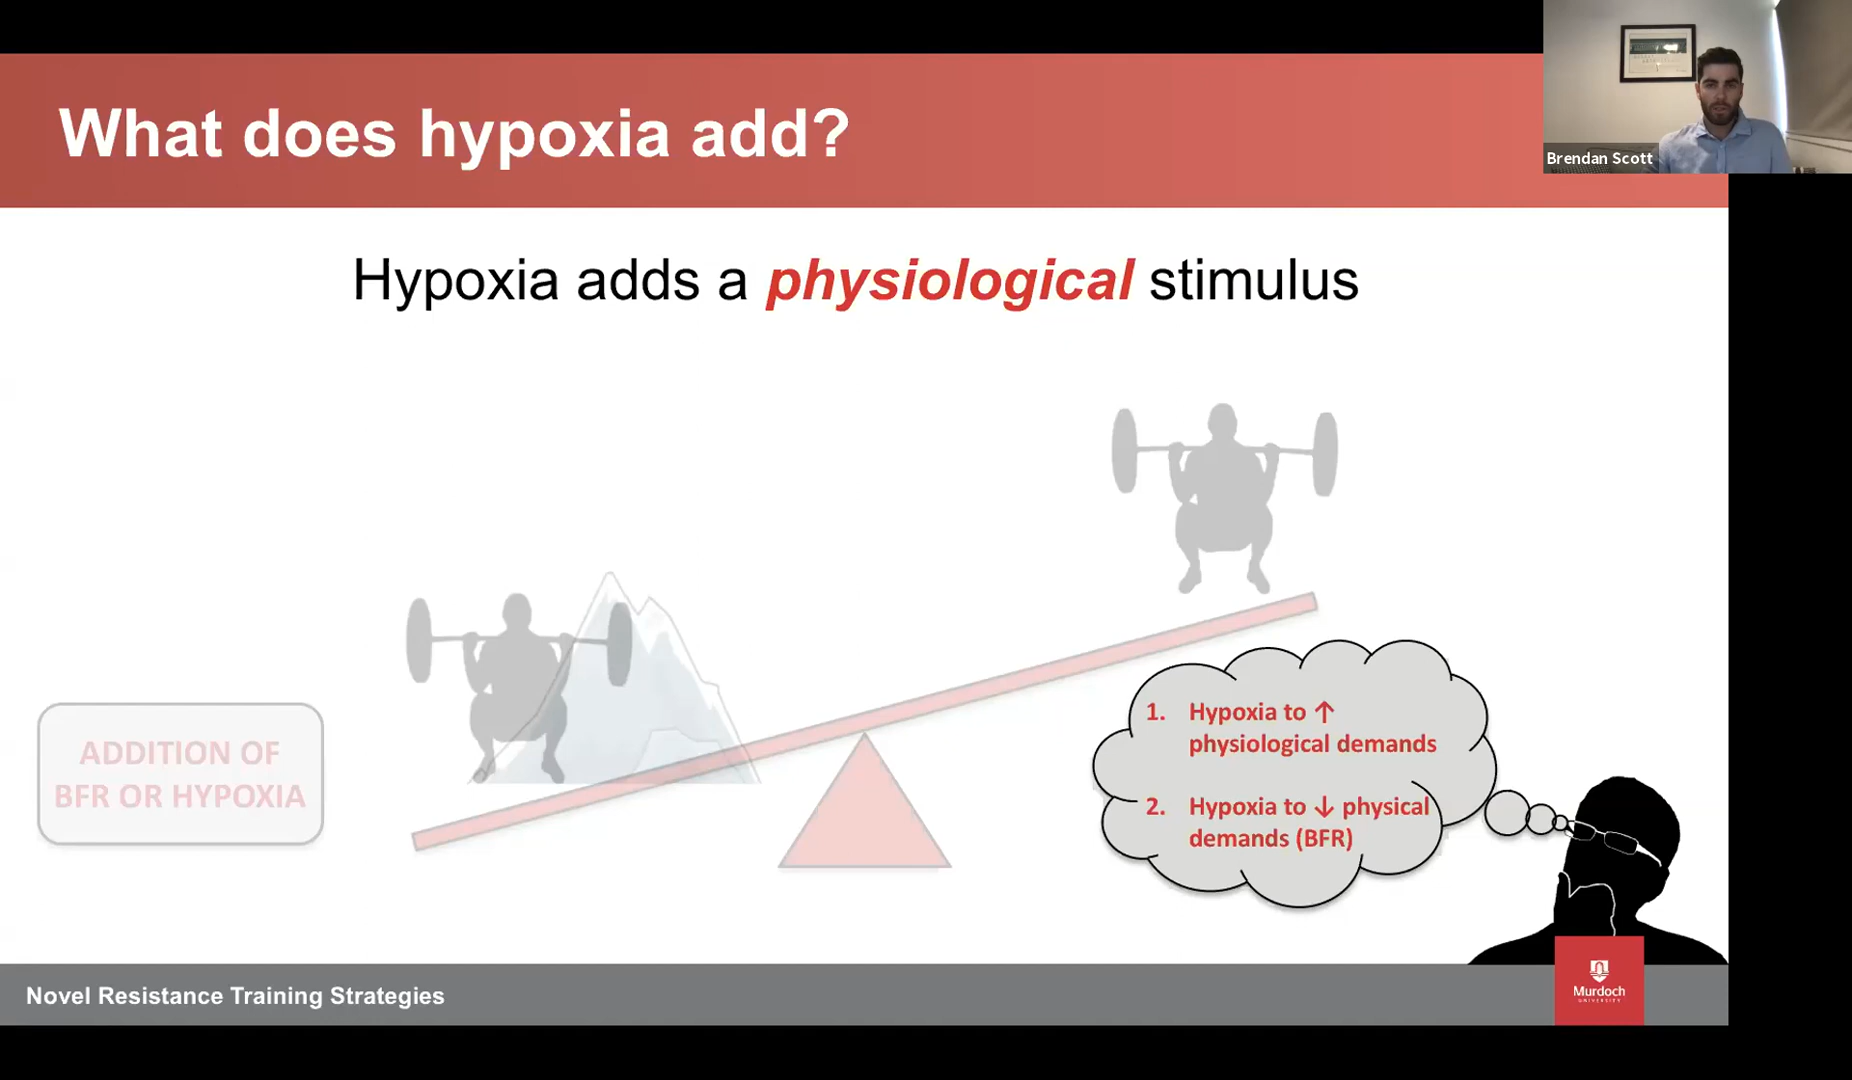 What does hypoxia add?
Brendan Scott
Hypoxia adds a physiological stimulus
ADDITION OF
BFR OR HYPOXIA
1. Hypoxia to ↑
physiological demands
2. Hypoxia to ↓ physical
demands (BFR)
Novel Resistance Training Strategies
Murdoch
UNIVERSITY